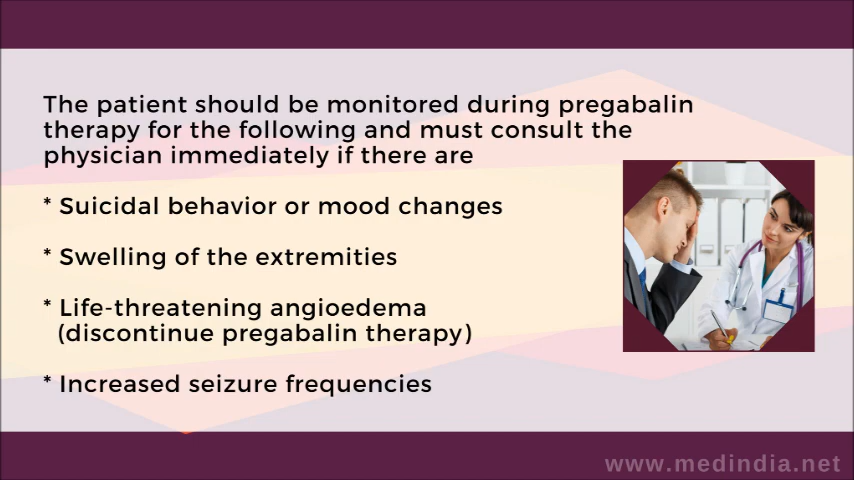 The patient should be monitored during pregabalin
therapy for the following and must consult the
physician immediately if there are
* Suicidal behavior or mood changes
* Swelling of the extremities
* Life-threatening angioedema
(discontinue pregabalin therapy)
* Increased seizure frequencies
www.medindia.net